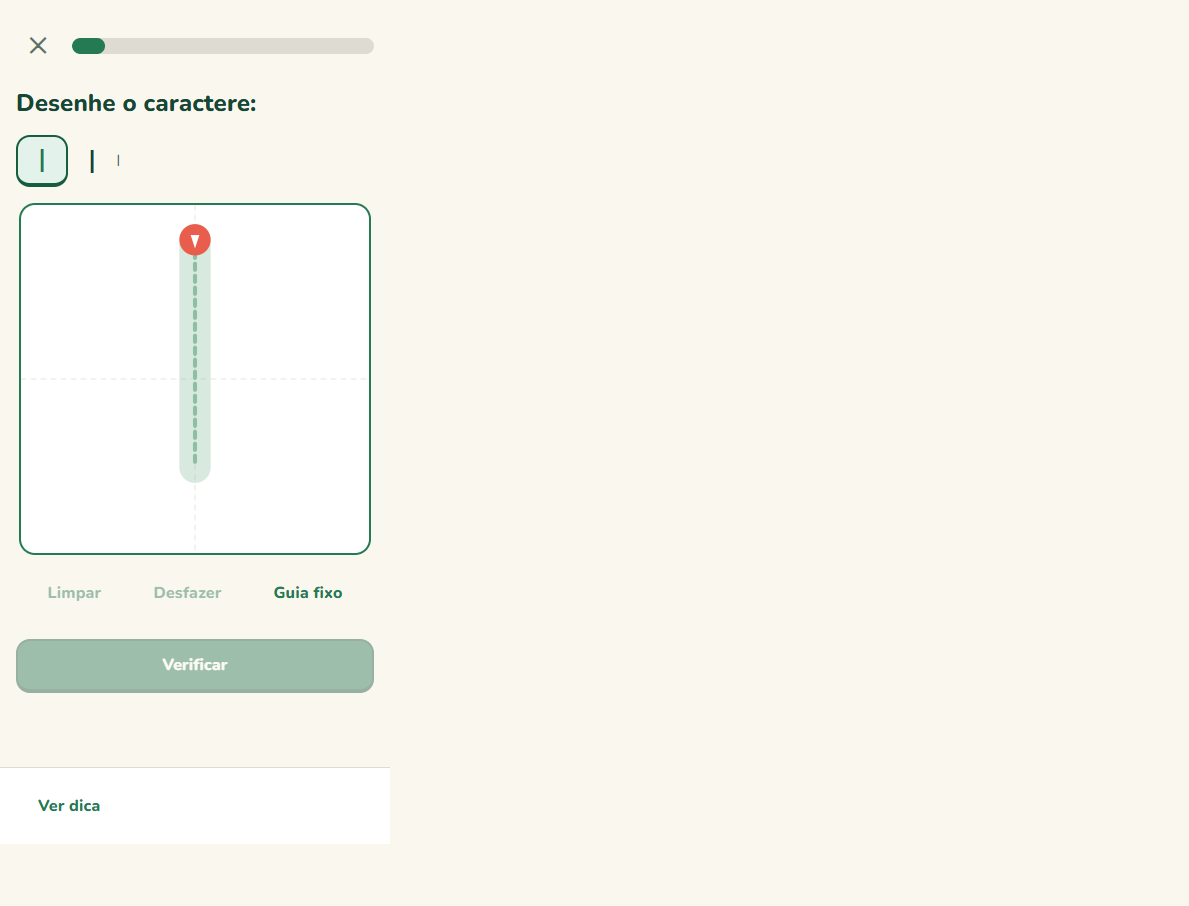 Desenhe o caractere:
| | |
Limpar Desfazer Guia fixo
Verificar
Ver dica